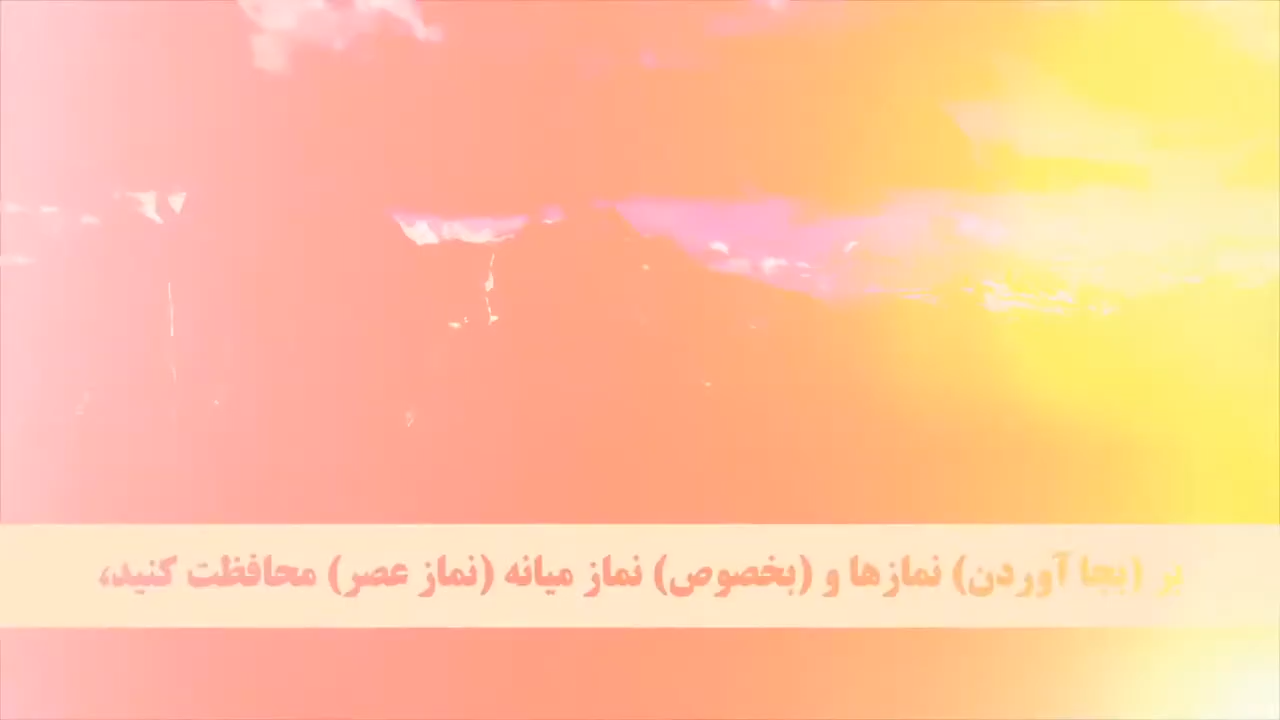 بر (بجا آوردن) نمازها و (بخصوص) نماز میانه (نماز عصر) محافظت کنید،